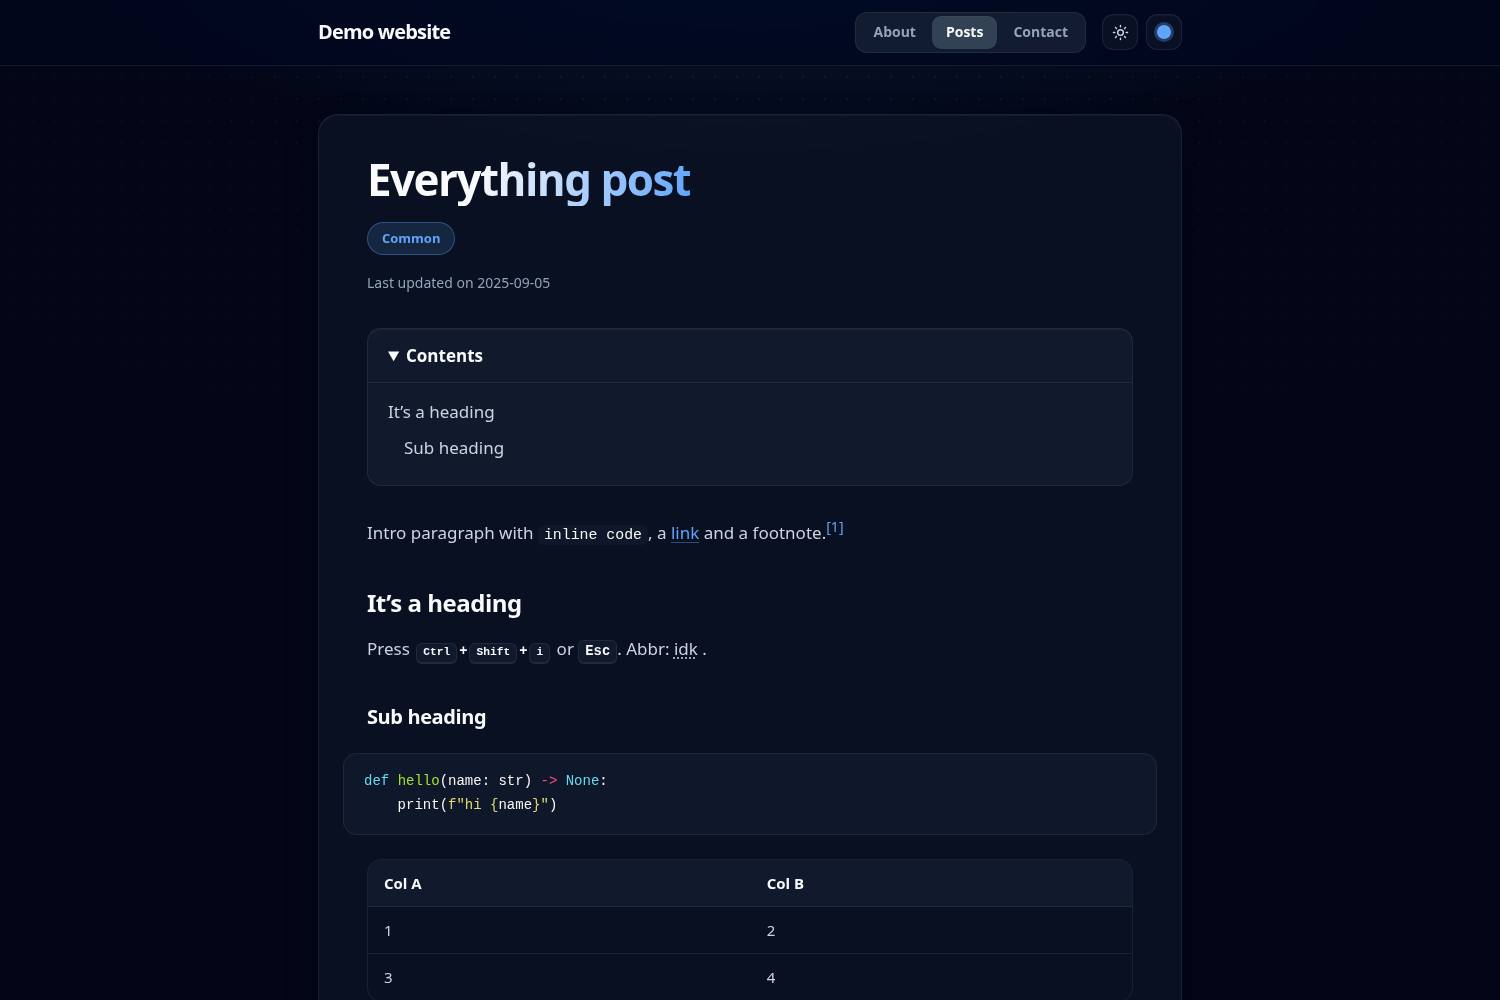 Demo website
About Posts Contact
Everything post
Common
Last updated on 2025-09-05
▼ Contents
It’s a heading
Sub heading
Intro paragraph with inline code, a link and a footnote.[1]
It’s a heading
Press Ctrl+Shift+i or Esc. Abbr: idk .
Sub heading
def hello(name: str) -> None:
    print(f"hi {name}")
Col A Col B
1 2
3 4